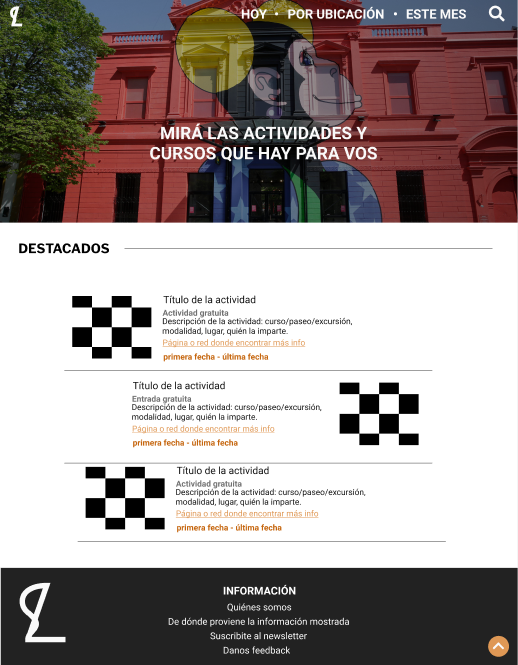 HOY • POR UBICACIÓN • ESTE MES
MIRÁ LAS ACTIVIDADES Y
CURSOS QUE HAY PARA VOS
DESTACADOS
Título de la actividad
Actividad gratuita
Descripción de la actividad: curso/paseo/excursión,
modalidad, lugar, quién la imparte.
Página o red donde encontrar más info
primera fecha - última fecha
Título de la actividad
Entrada gratuita
Descripción de la actividad: curso/paseo/excursión,
modalidad, lugar, quién la imparte.
Página o red donde encontrar más info
primera fecha - última fecha
Título de la actividad
Actividad gratuita
Descripción de la actividad: curso/paseo/excursión,
modalidad, lugar, quién la imparte.
Página o red donde encontrar más info
primera fecha - última fecha
INFORMACIÓN
Quiénes somos
De dónde proviene la información mostrada
Suscribite al newsletter
Danos feedback